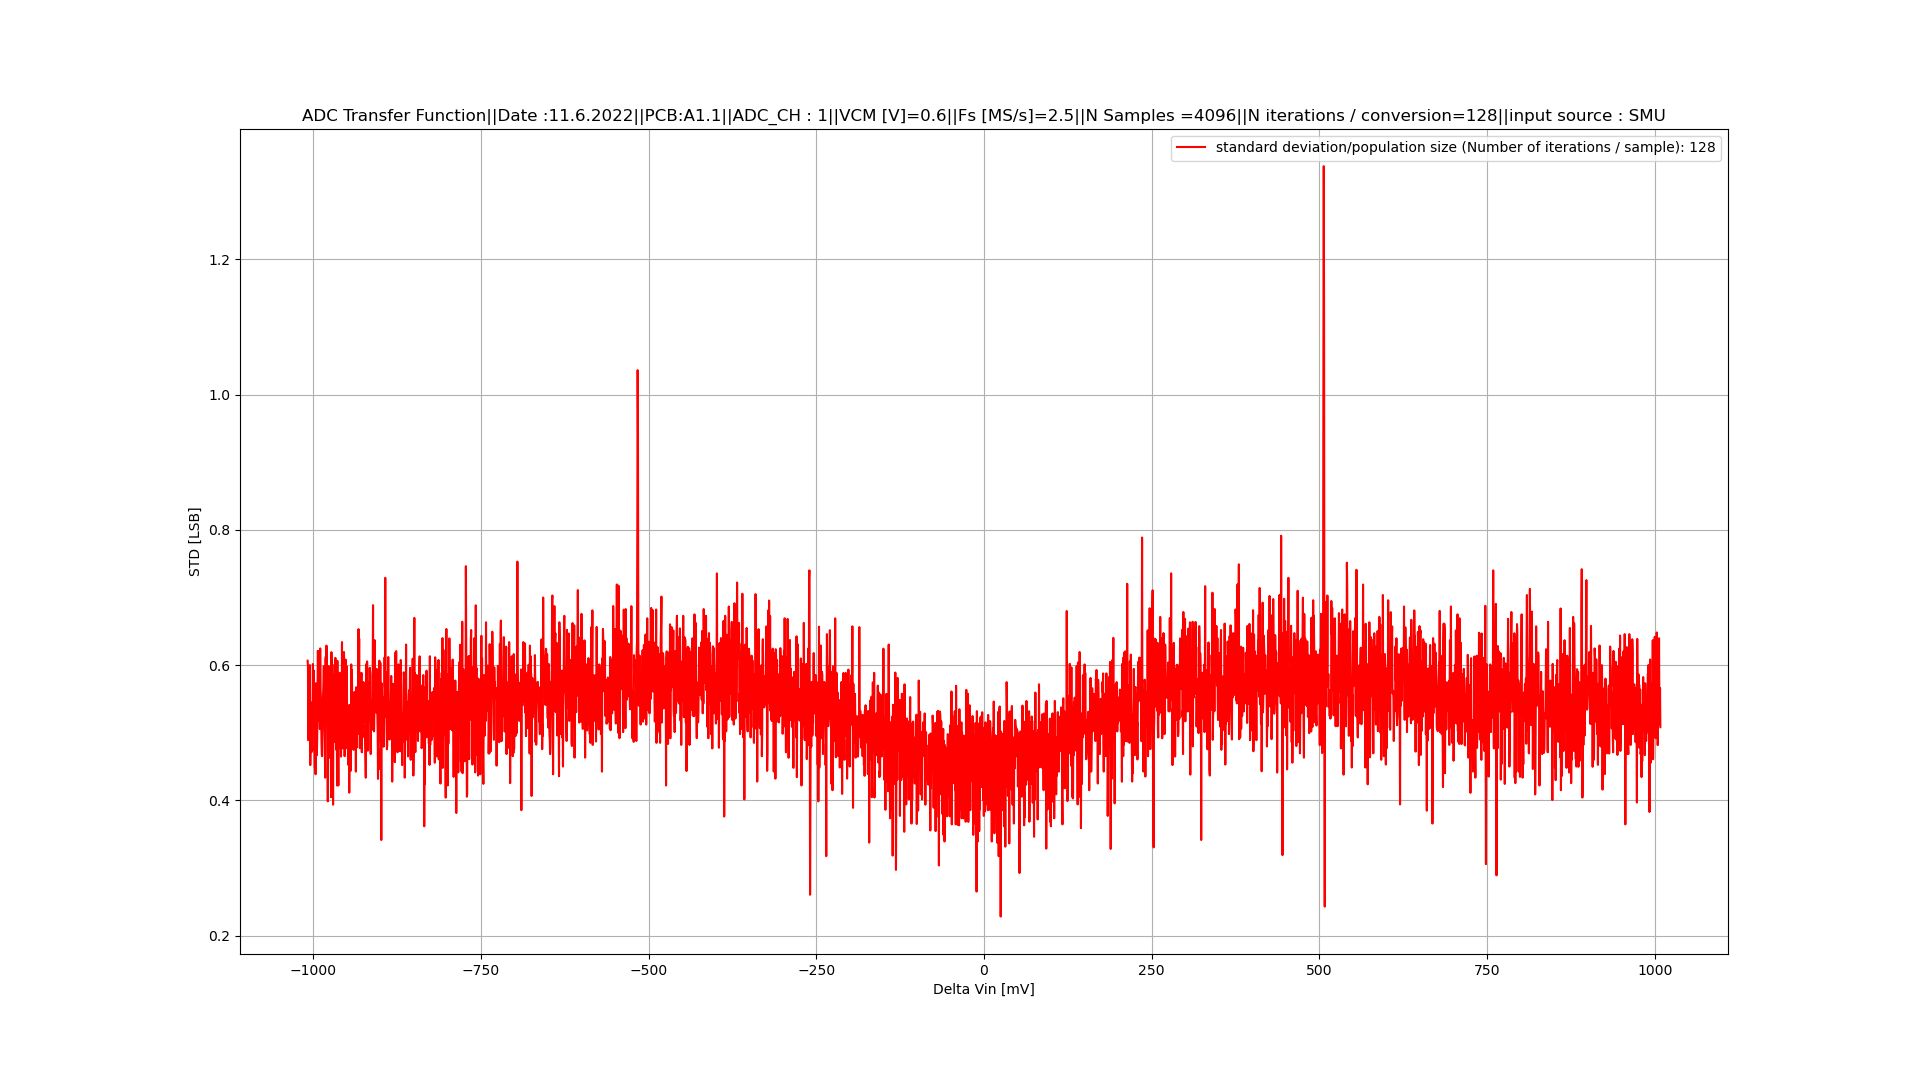 ADC Transfer Function||Date :11.6.2022||PCB:A1.1||ADC_CH : 1||VCM [V]=0.6||Fs [MS/s]=2.5||N Samples =4096||N iterations / conversion=128||input source : SMU
standard deviation/population size (Number of iterations / sample): 128
1.2
1.0
0.8
0.6
0.4
0.2
STD [LSB]
−1000 −750 −500 −250 0 250 500 750 1000
Delta Vin [mV]